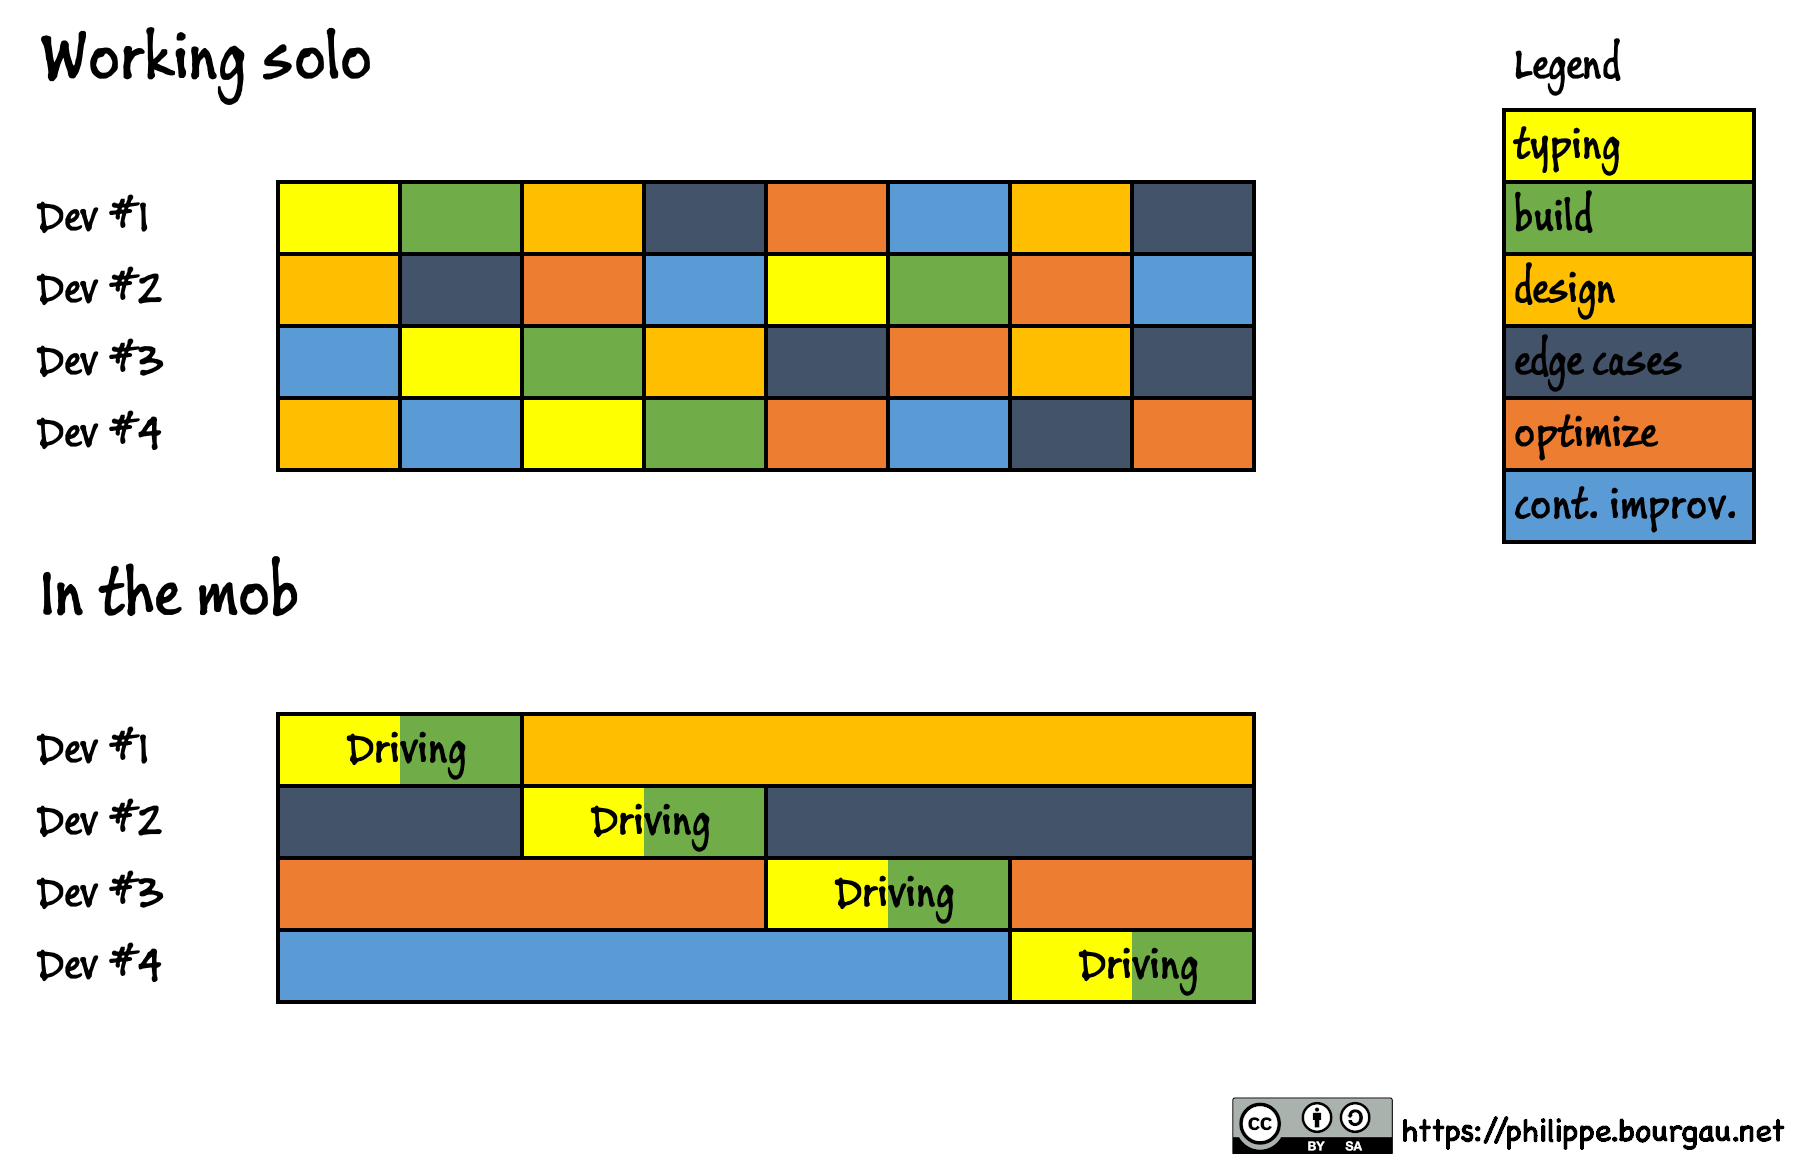 Working solo
Legend
typing
build
design
edge cases
optimize
cont. improv.
Dev #1
Dev #2
Dev #3
Dev #4
In the mob
Dev #1
Driving
Dev #2
Driving
Dev #3
Driving
Dev #4
Driving
cc
BY SA
https://philippe.bourgau.net